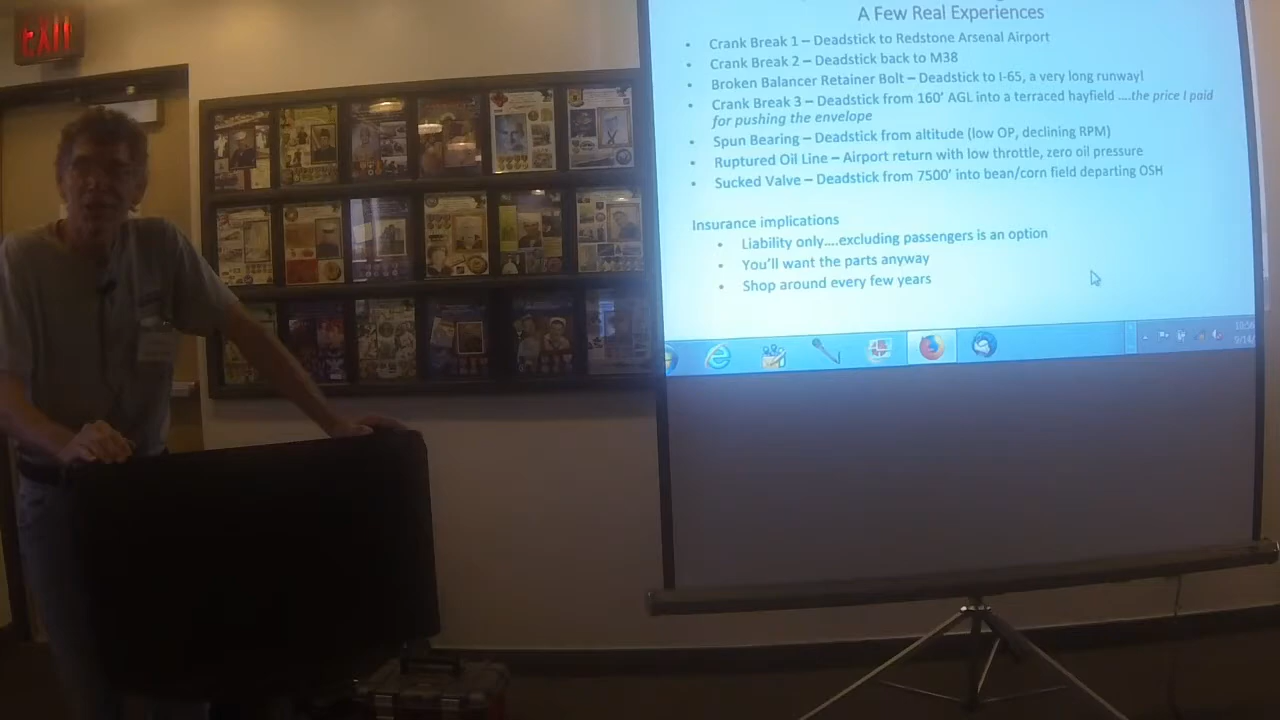 EXIT
A Few Real Experiences
• Crank Break 1 – Deadstick to Redstone Arsenal Airport
• Crank Break 2 – Deadstick back to M38
• Broken Balancer Retainer Bolt – Deadstick to I-65, a very long runway!
• Crank Break 3 – Deadstick from 160' AGL into a terraced hayfield ....the price I paid
for pushing the envelope
• Spun Bearing – Deadstick from altitude (low OP, declining RPM)
• Ruptured Oil Line – Airport return with low throttle, zero oil pressure
• Sucked Valve – Deadstick from 7500' into bean/corn field departing OSH
Insurance implications
• Liability only....excluding passengers is an option
• You'll want the parts anyway
• Shop around every few years